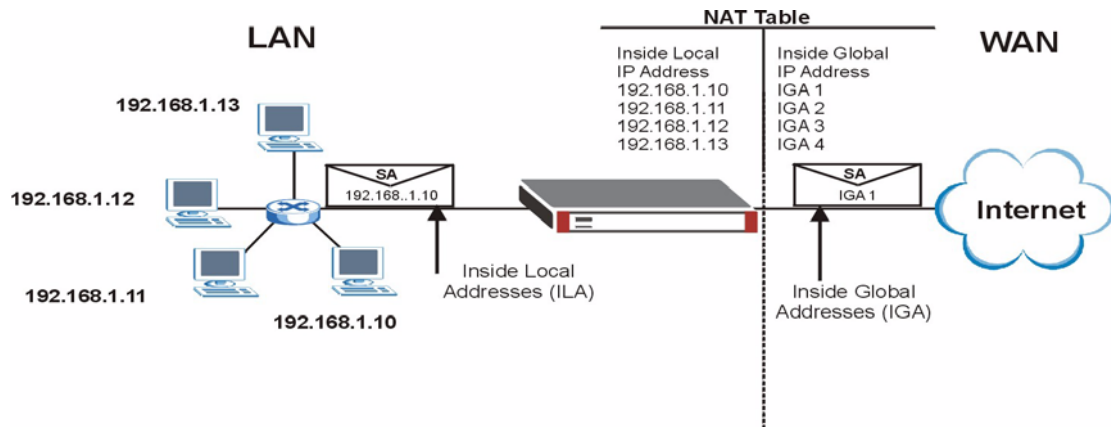 NAT Table
LAN
WAN
Inside Local
IP Address
192.168.1.10
192.168.1.11
192.168.1.12
192.168.1.13
Inside Global
IP Address
IGA 1
IGA 2
IGA 3
IGA 4
192.168.1.13
192.168.1.12
192.168.1.11
192.168.1.10
SA
192.168..1.10
SA
IGA 1
Internet
Inside Local
Addresses (ILA)
Inside Global
Addresses (IGA)